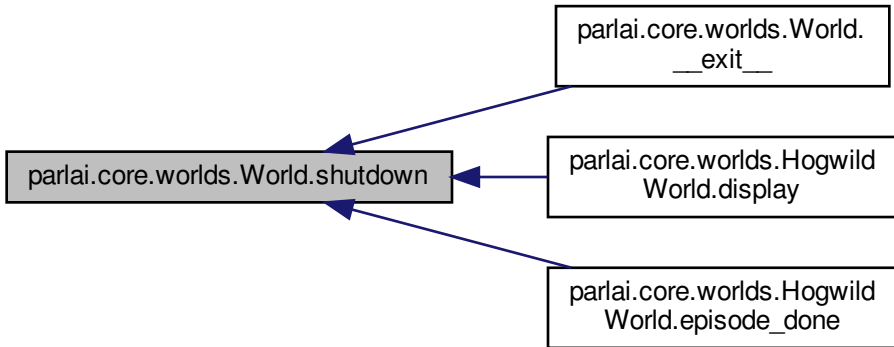 parlai.core.worlds.World.
__exit__
parlai.core.worlds.World.shutdown
parlai.core.worlds.Hogwild
World.display
parlai.core.worlds.Hogwild
World.episode_done